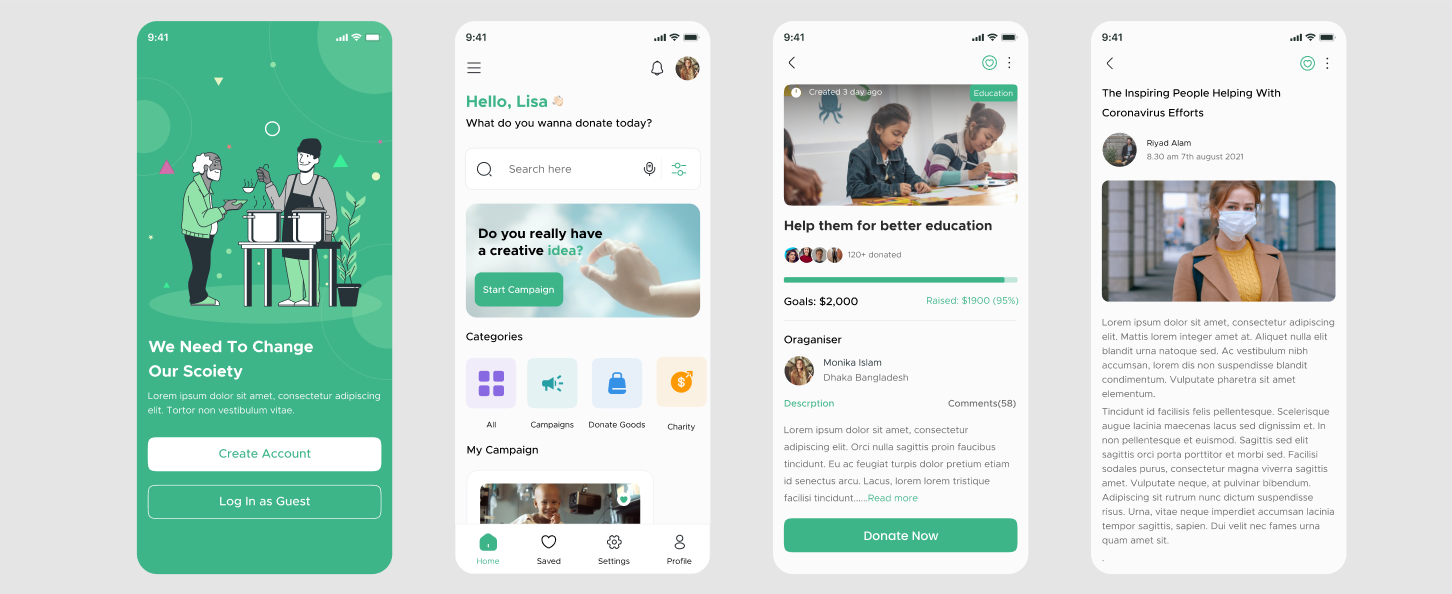 9:41
We Need To Change
Our Scoiety
Lorem ipsum dolor sit amet, consectetur adipiscing
elit. Tortor non vestibulum vitae.
Create Account
Log In as Guest
9:41
Hello, Lisa 👋🏻
What do you wanna donate today?
Search here
Do you really have
a creative idea?
Start Campaign
Categories
All
Campaigns
Donate Goods
Charity
My Campaign
Home
Saved
Settings
Profile
9:41
Created 3 day ago
Education
Help them for better education
120+ donated
Goals: $2,000
Raised: $1900 (95%)
Oraganiser
Monika Islam
Dhaka Bangladesh
Descrption
Comments(58)
Lorem ipsum dolor sit amet, consectetur
adipiscing elit. Orci nulla sagittis proin faucibus
tincidunt. Eu ac feugiat turpis dolor pretium etiam
id senectus arcu. Lacus, lorem lorem tristique
facilisi tincidunt......Read more
Donate Now
9:41
The Inspiring People Helping With
Coronavirus Efforts
Riyad Alam
8.30 am 7th august 2021
Lorem ipsum dolor sit amet, consectetur adipiscing
elit. Mattis lorem integer amet at. Aliquet nulla elit
blandit urna natoque sed. Ac vestibulum nibh
accumsan, lorem dis non suspendisse blandit
condimentum. Vulputate pharetra sit amet
elementum.
Tincidunt id facilisis felis pellentesque. Scelerisque
augue lacinia maecenas lacus sed dignissim et. In
non pellentesque et euismod. Sagittis sed elit
sagittis orci porta porttitor et morbi sed. Facilisi
sodales purus, consectetur magna viverra sagittis
amet. Vulputate neque, at pulvinar bibendum.
Adipiscing sit rutrum nunc dictum suspendisse
risus. Urna, vitae neque imperdiet accumsan lacinia
tempor sagittis, sapien. Dui velit nec fames urna
quam amet sit.
.